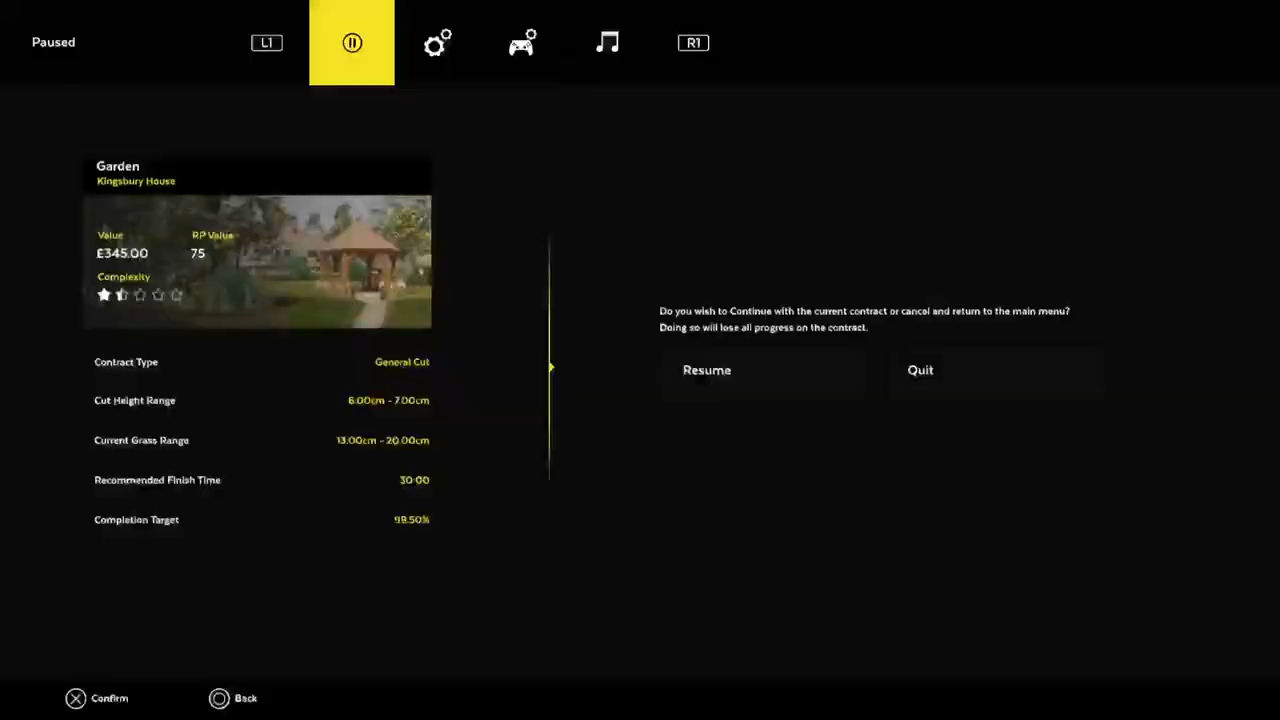 Paused
L1
R1
Garden
Kingsbury House
Value RP Value
£345.00 75
Complexity
Contract Type General Cut
Cut Height Range 6.00cm - 7.00cm
Current Grass Range 13.00cm - 20.00cm
Recommended Finish Time 30:00
Completion Target 99.50%
Do you wish to Continue with the current contract or cancel and return to the main menu?
Doing so will lose all progress on the contract.
Resume Quit
Confirm Back